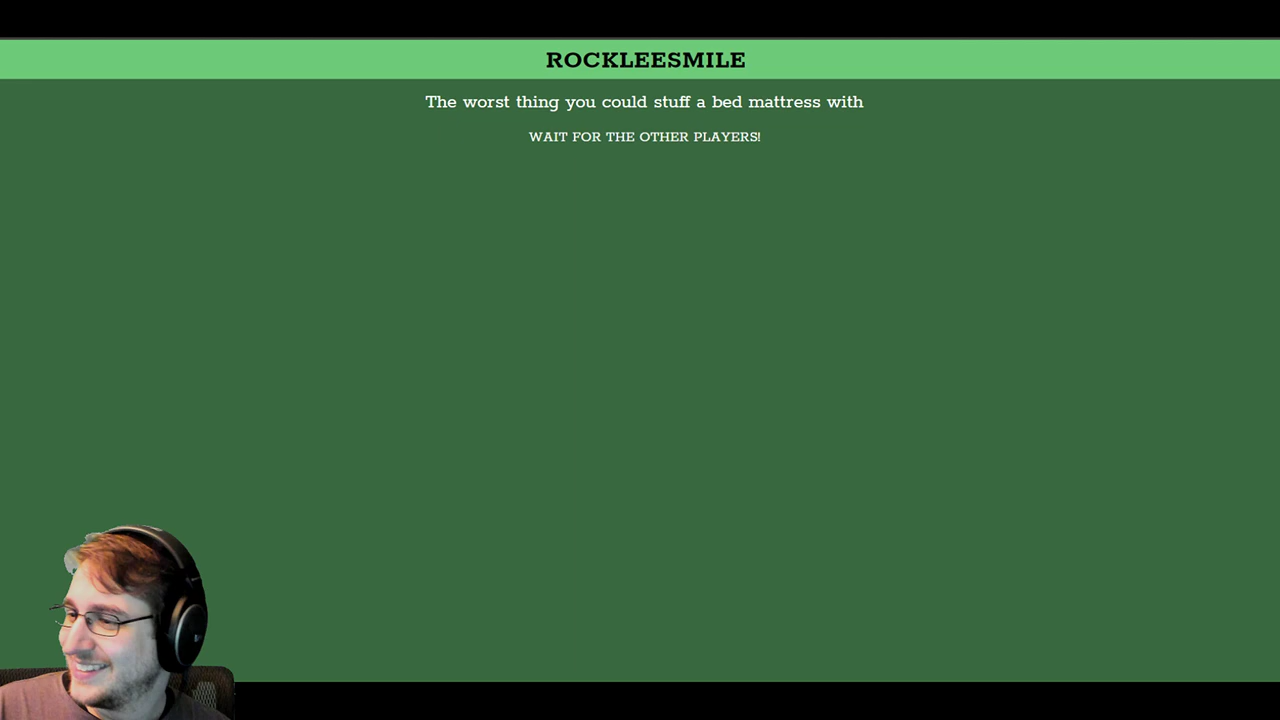 ROCKLEESMILE
The worst thing you could stuff a bed mattress with
WAIT FOR THE OTHER PLAYERS!